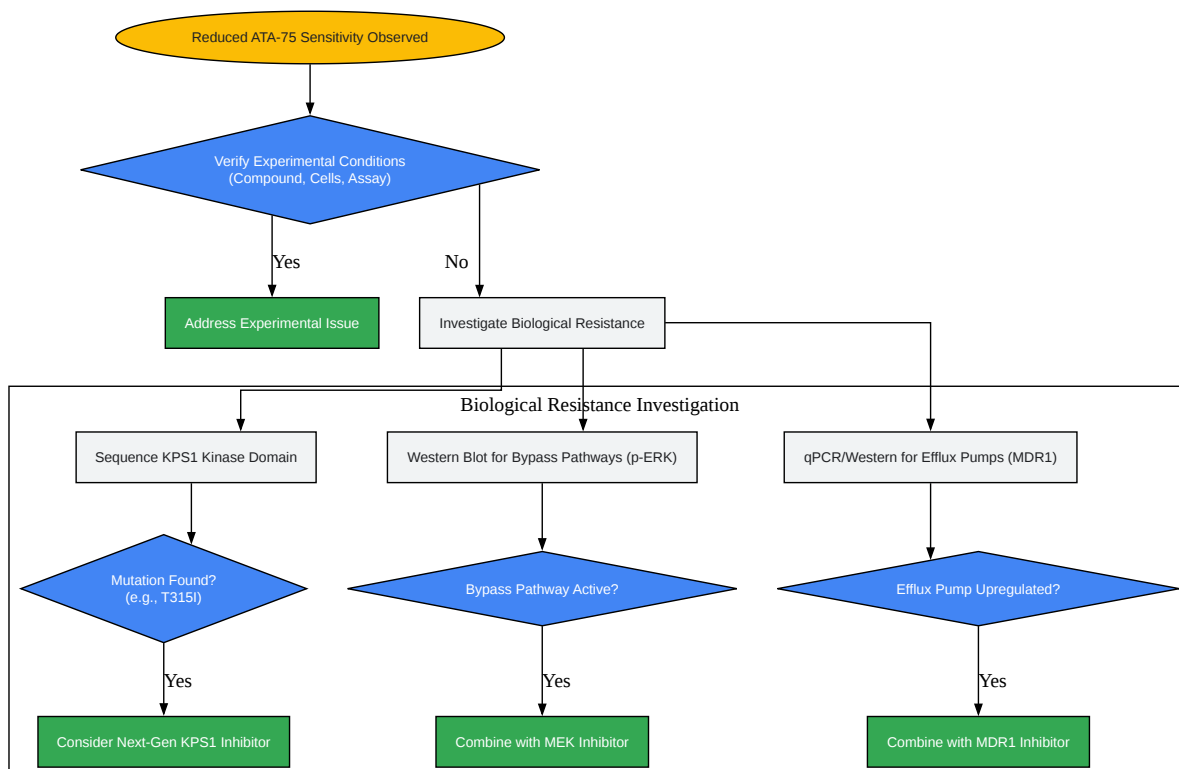 Reduced ATA-75 Sensitivity Observed
Verify Experimental Conditions
(Compound, Cells, Assay)
Yes
No
Address Experimental Issue
Investigate Biological Resistance
Biological Resistance Investigation
Sequence KPS1 Kinase Domain
Western Blot for Bypass Pathways (p-ERK)
qPCR/Western for Efflux Pumps (MDR1)
Mutation Found?
(e.g., T315I)
Bypass Pathway Active?
Efflux Pump Upregulated?
Yes
Yes
Yes
Consider Next-Gen KPS1 Inhibitor
Combine with MEK Inhibitor
Combine with MDR1 Inhibitor